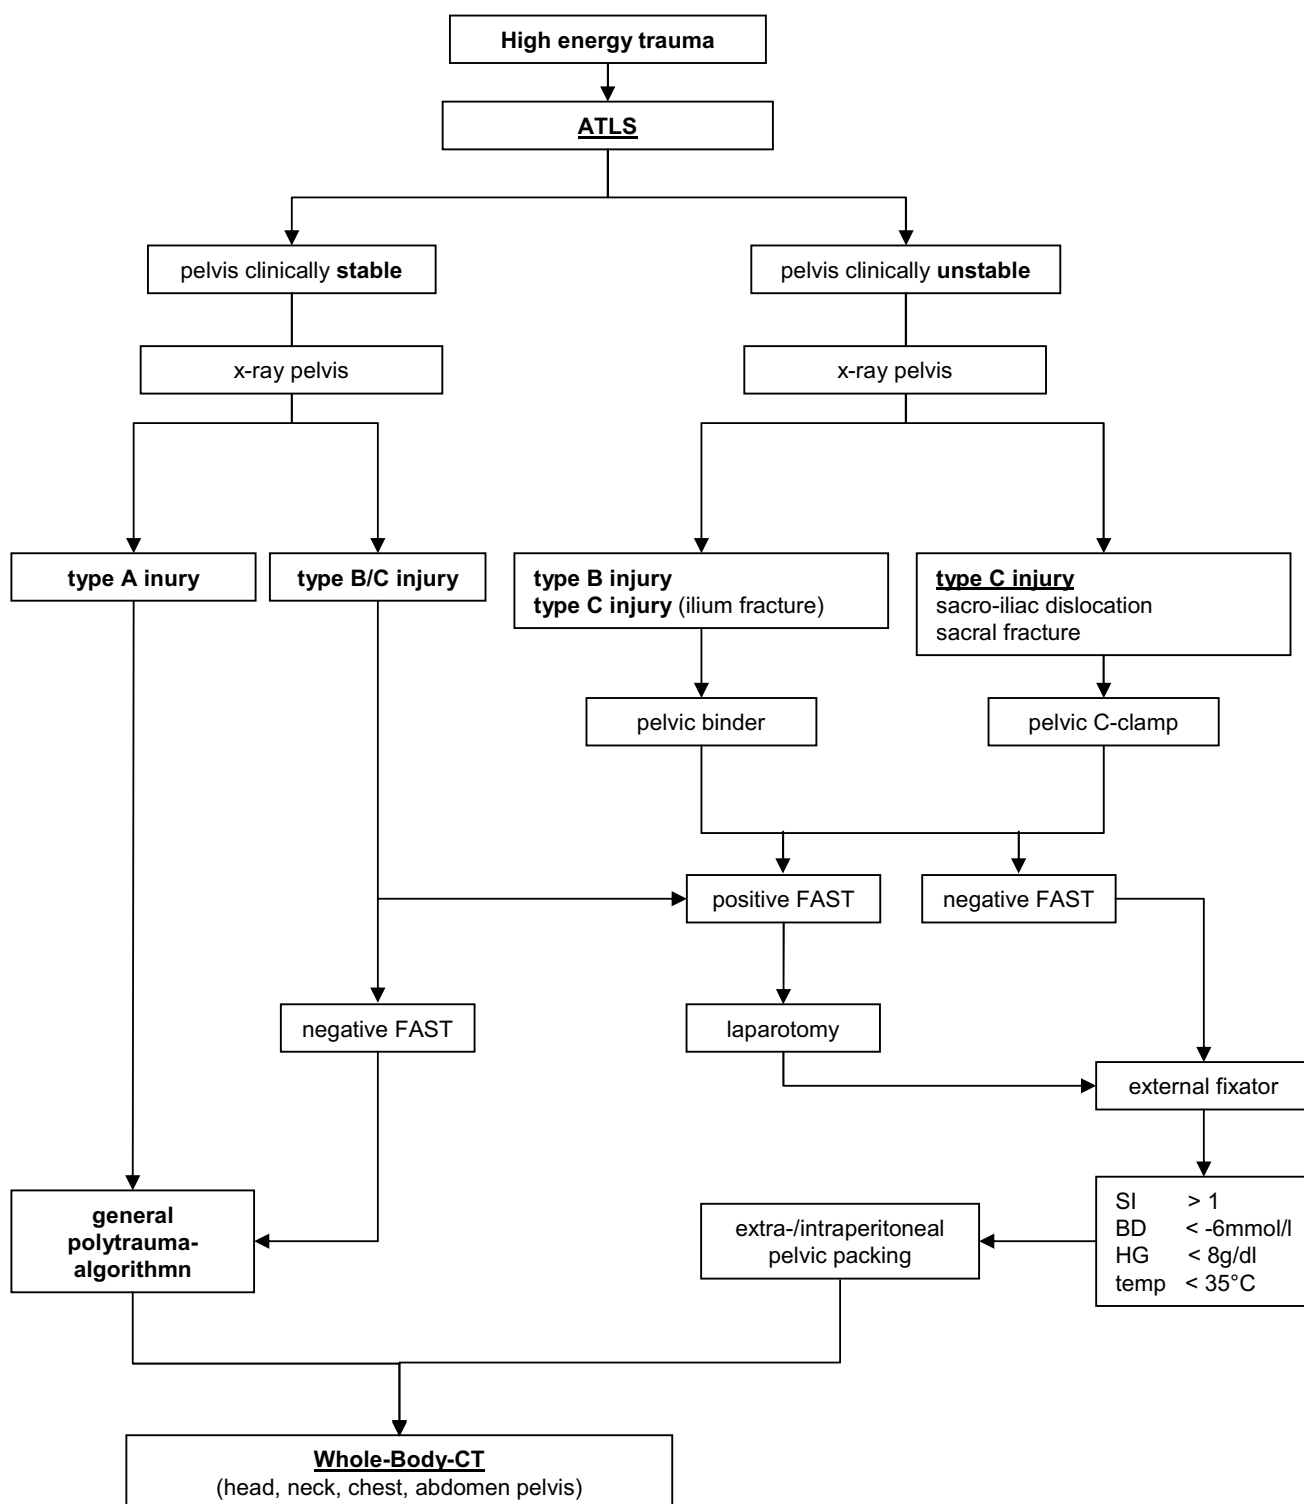 High energy trauma
ATLS
pelvis clinically stable
pelvis clinically unstable
x-ray pelvis
x-ray pelvis
type A inury
type B/C injury
type B injury
type C injury (ilium fracture)
type C injury
sacro-iliac dislocation
sacral fracture
pelvic binder
pelvic C-clamp
positive FAST
negative FAST
negative FAST
laparotomy
external fixator
general
polytrauma-
algorithmn
extra-/intraperitoneal
pelvic packing
SI > 1
BD < -6mmol/l
HG < 8g/dl
temp < 35°C
Whole-Body-CT
(head, neck, chest, abdomen pelvis)